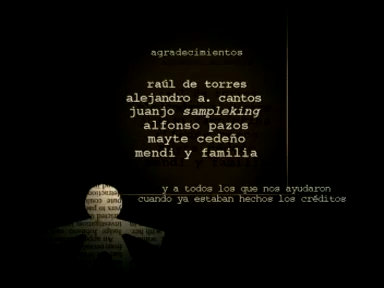 agradecimientos
raúl de torres
alejandro a. cantos
juanjo sampleking
alfonso pazos
mayte cedeño
mendi y familia
y a todos los que nos ayudaron
cuando ya estaban hechos los créditos